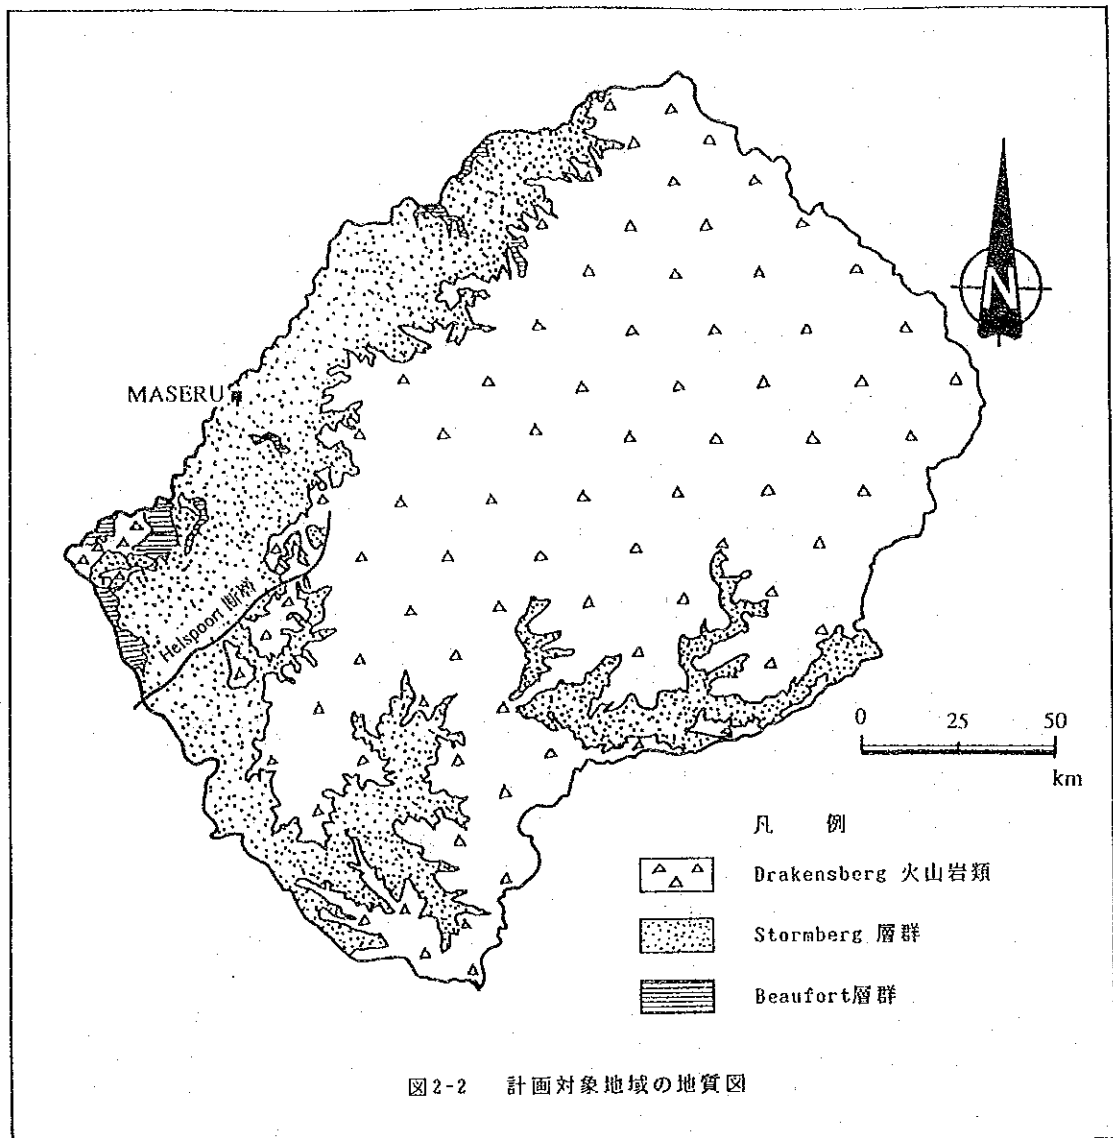 N
MASERU
Helspoort 断層
0 25 50
km
凡 例
Drakensberg 火山岩類
Stormberg 層群
Beaufort層群
図2-2 計画対象地域の地質図